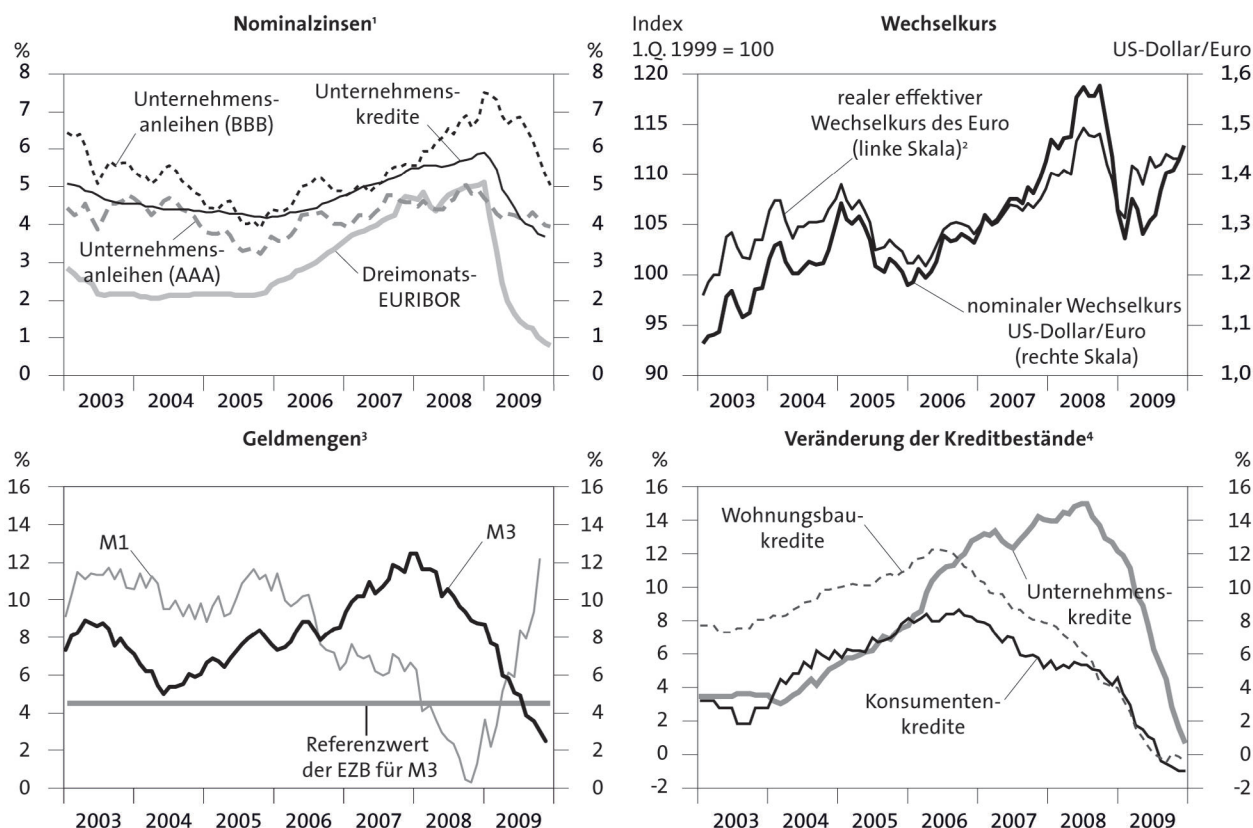 Nominalzinsen¹
% %
8 8
7 7
6 6
5 5
4 4
3 3
2 2
1 1
0 0
Unternehmens-
anleihen (BBB)
Unternehmens-
kredite
Unternehmens-
anleihen (AAA)
Dreimonats-
EURIBOR
2003 2004 2005 2006 2007 2008 2009
Wechselkurs
Index
1.Q. 1999 = 100
US-Dollar/Euro
120 1,6
115 1,5
110 1,4
105 1,3
100 1,2
95 1,1
90 1,0
realer effektiver
Wechselkurs des Euro
(linke Skala)²
nominaler Wechselkurs
US-Dollar/Euro
(rechte Skala)
2003 2004 2005 2006 2007 2008 2009
Geldmengen³
% %
16 16
14 14
12 12
10 10
8 8
6 6
4 4
2 2
0 0
M1
M3
Referenzwert
der EZB für M3
2003 2004 2005 2006 2007 2008 2009
Veränderung der Kreditbestände⁴
% %
16 16
14 14
12 12
10 10
8 8
6 6
4 4
2 2
0 0
-2 -2
Wohnungsbau-
kredite
Unternehmens-
kredite
Konsumenten-
kredite
2003 2004 2005 2006 2007 2008 2009